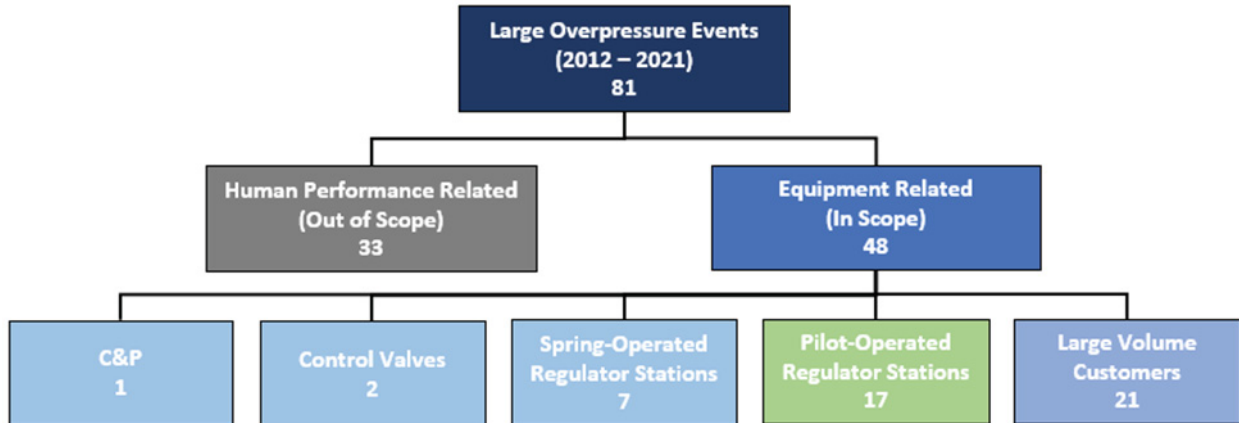 Large Overpressure Events
(2012 – 2021)
81
Human Performance Related
(Out of Scope)
33
Equipment Related
(In Scope)
48
C&P
1
Control Valves
2
Spring-Operated
Regulator Stations
7
Pilot-Operated
Regulator Stations
17
Large Volume
Customers
21